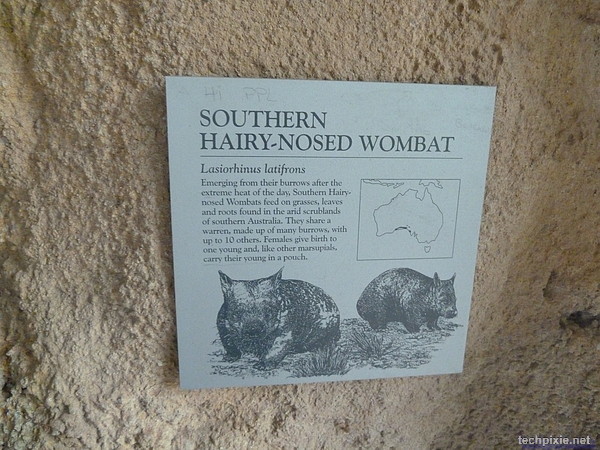 HI PPL
SOUTHERN
HAIRY-NOSED WOMBAT
Lasiorhinus latifrons
Emerging from their burrows after the
extreme heat of the day, Southern Hairy-
nosed Wombats feed on grasses, leaves
and roots found in the arid scrublands
of southern Australia. They share a
warren, made up of many burrows, with
up to 10 others. Females give birth to
one young and, like other marsupials,
carry their young in a pouch.
techpixie.net